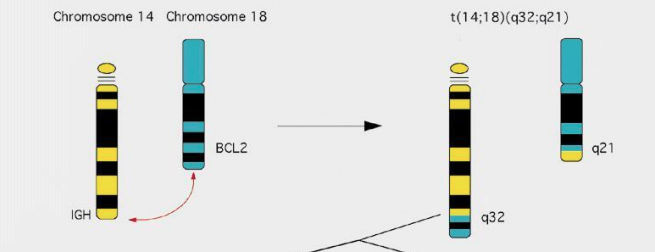 Chromosome 14 Chromosome 18
t(14;18)(q32;q21)
BCL2
q21
IGH
q32